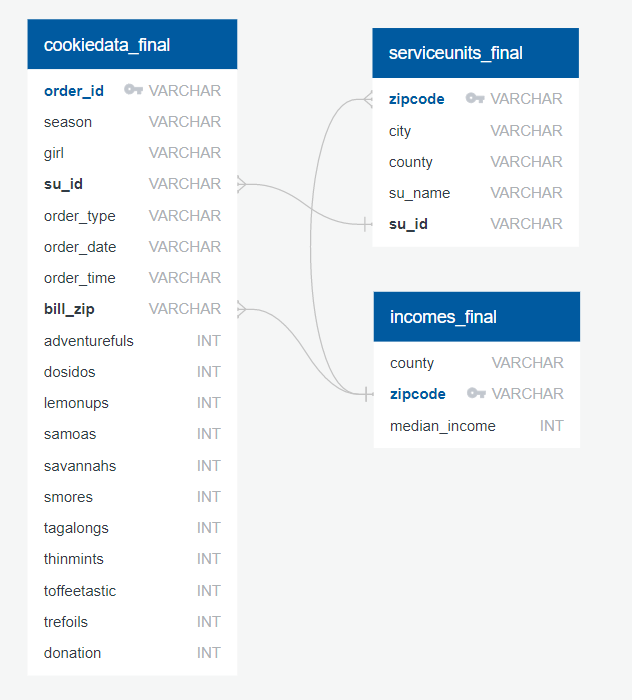 cookiedata_final
order_id VARCHAR
season VARCHAR
girl VARCHAR
su_id VARCHAR
order_type VARCHAR
order_date VARCHAR
order_time VARCHAR
bill_zip VARCHAR
adventurefuls INT
dosidos INT
lemonups INT
samoas INT
savannahs INT
smores INT
tagalongs INT
thinmints INT
toffeetastic INT
trefoils INT
donation INT
serviceunits_final
zipcode VARCHAR
city VARCHAR
county VARCHAR
su_name VARCHAR
su_id VARCHAR
incomes_final
county VARCHAR
zipcode VARCHAR
median_income INT